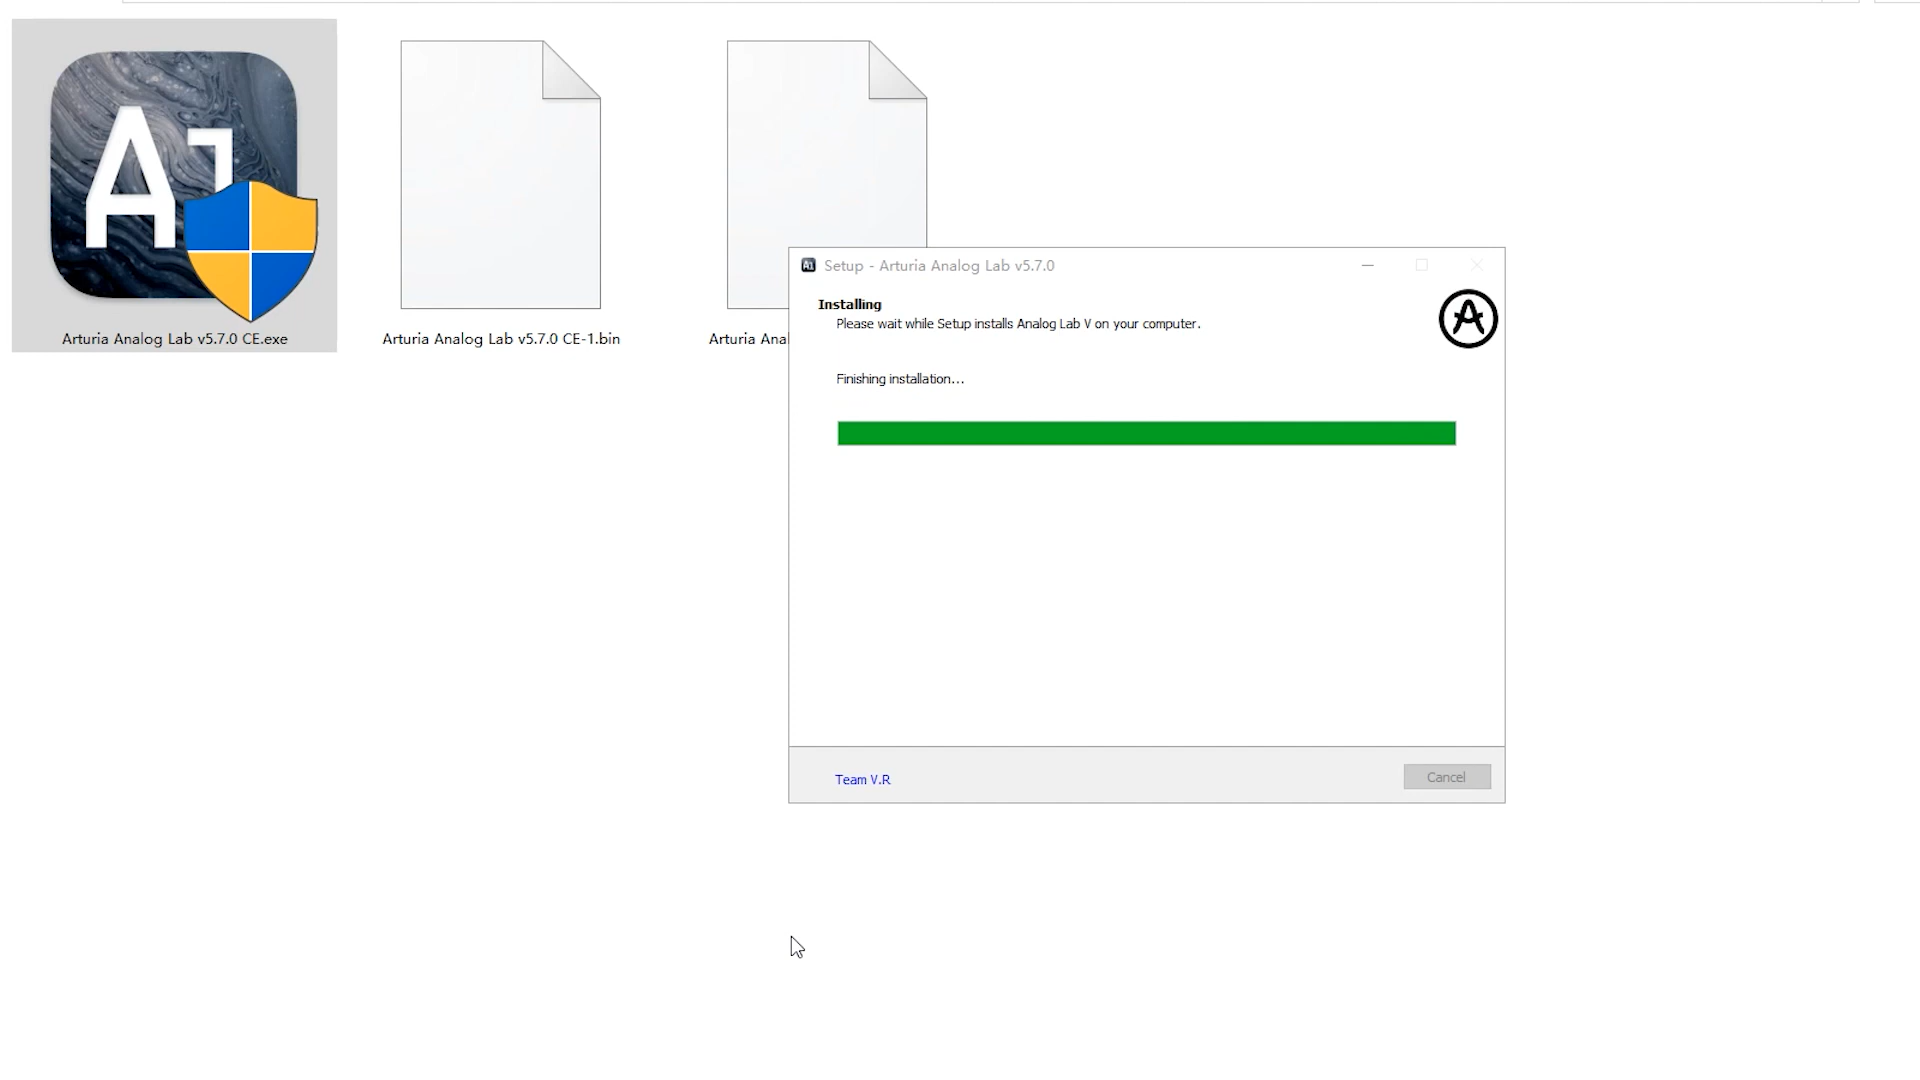 Arturia Analog Lab v5.7.0 CE.exe
Arturia Analog Lab v5.7.0 CE-1.bin
Arturia Anal
Setup - Arturia Analog Lab v5.7.0
Installing
Please wait while Setup installs Analog Lab V on your computer.
Finishing installation...
Team V.R
Cancel